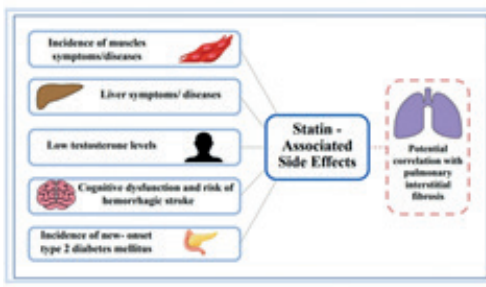 Incidence of muscles
symptoms/diseases
Liver symptoms/ diseases
Low testosterone levels
Cognitive dysfunction and risk of
hemorrhagic stroke
Incidence of new- onset
type 2 diabetes mellitus
Statin -
Associated
Side Effects
Potential
correlation with
pulmonary
interstitial
fibrosis